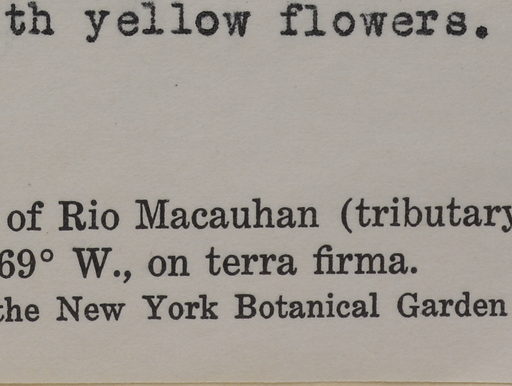 th yellow flowers.
of Rio Macauhan (tributary
69° W., on terra firma.
the New York Botanical Garden